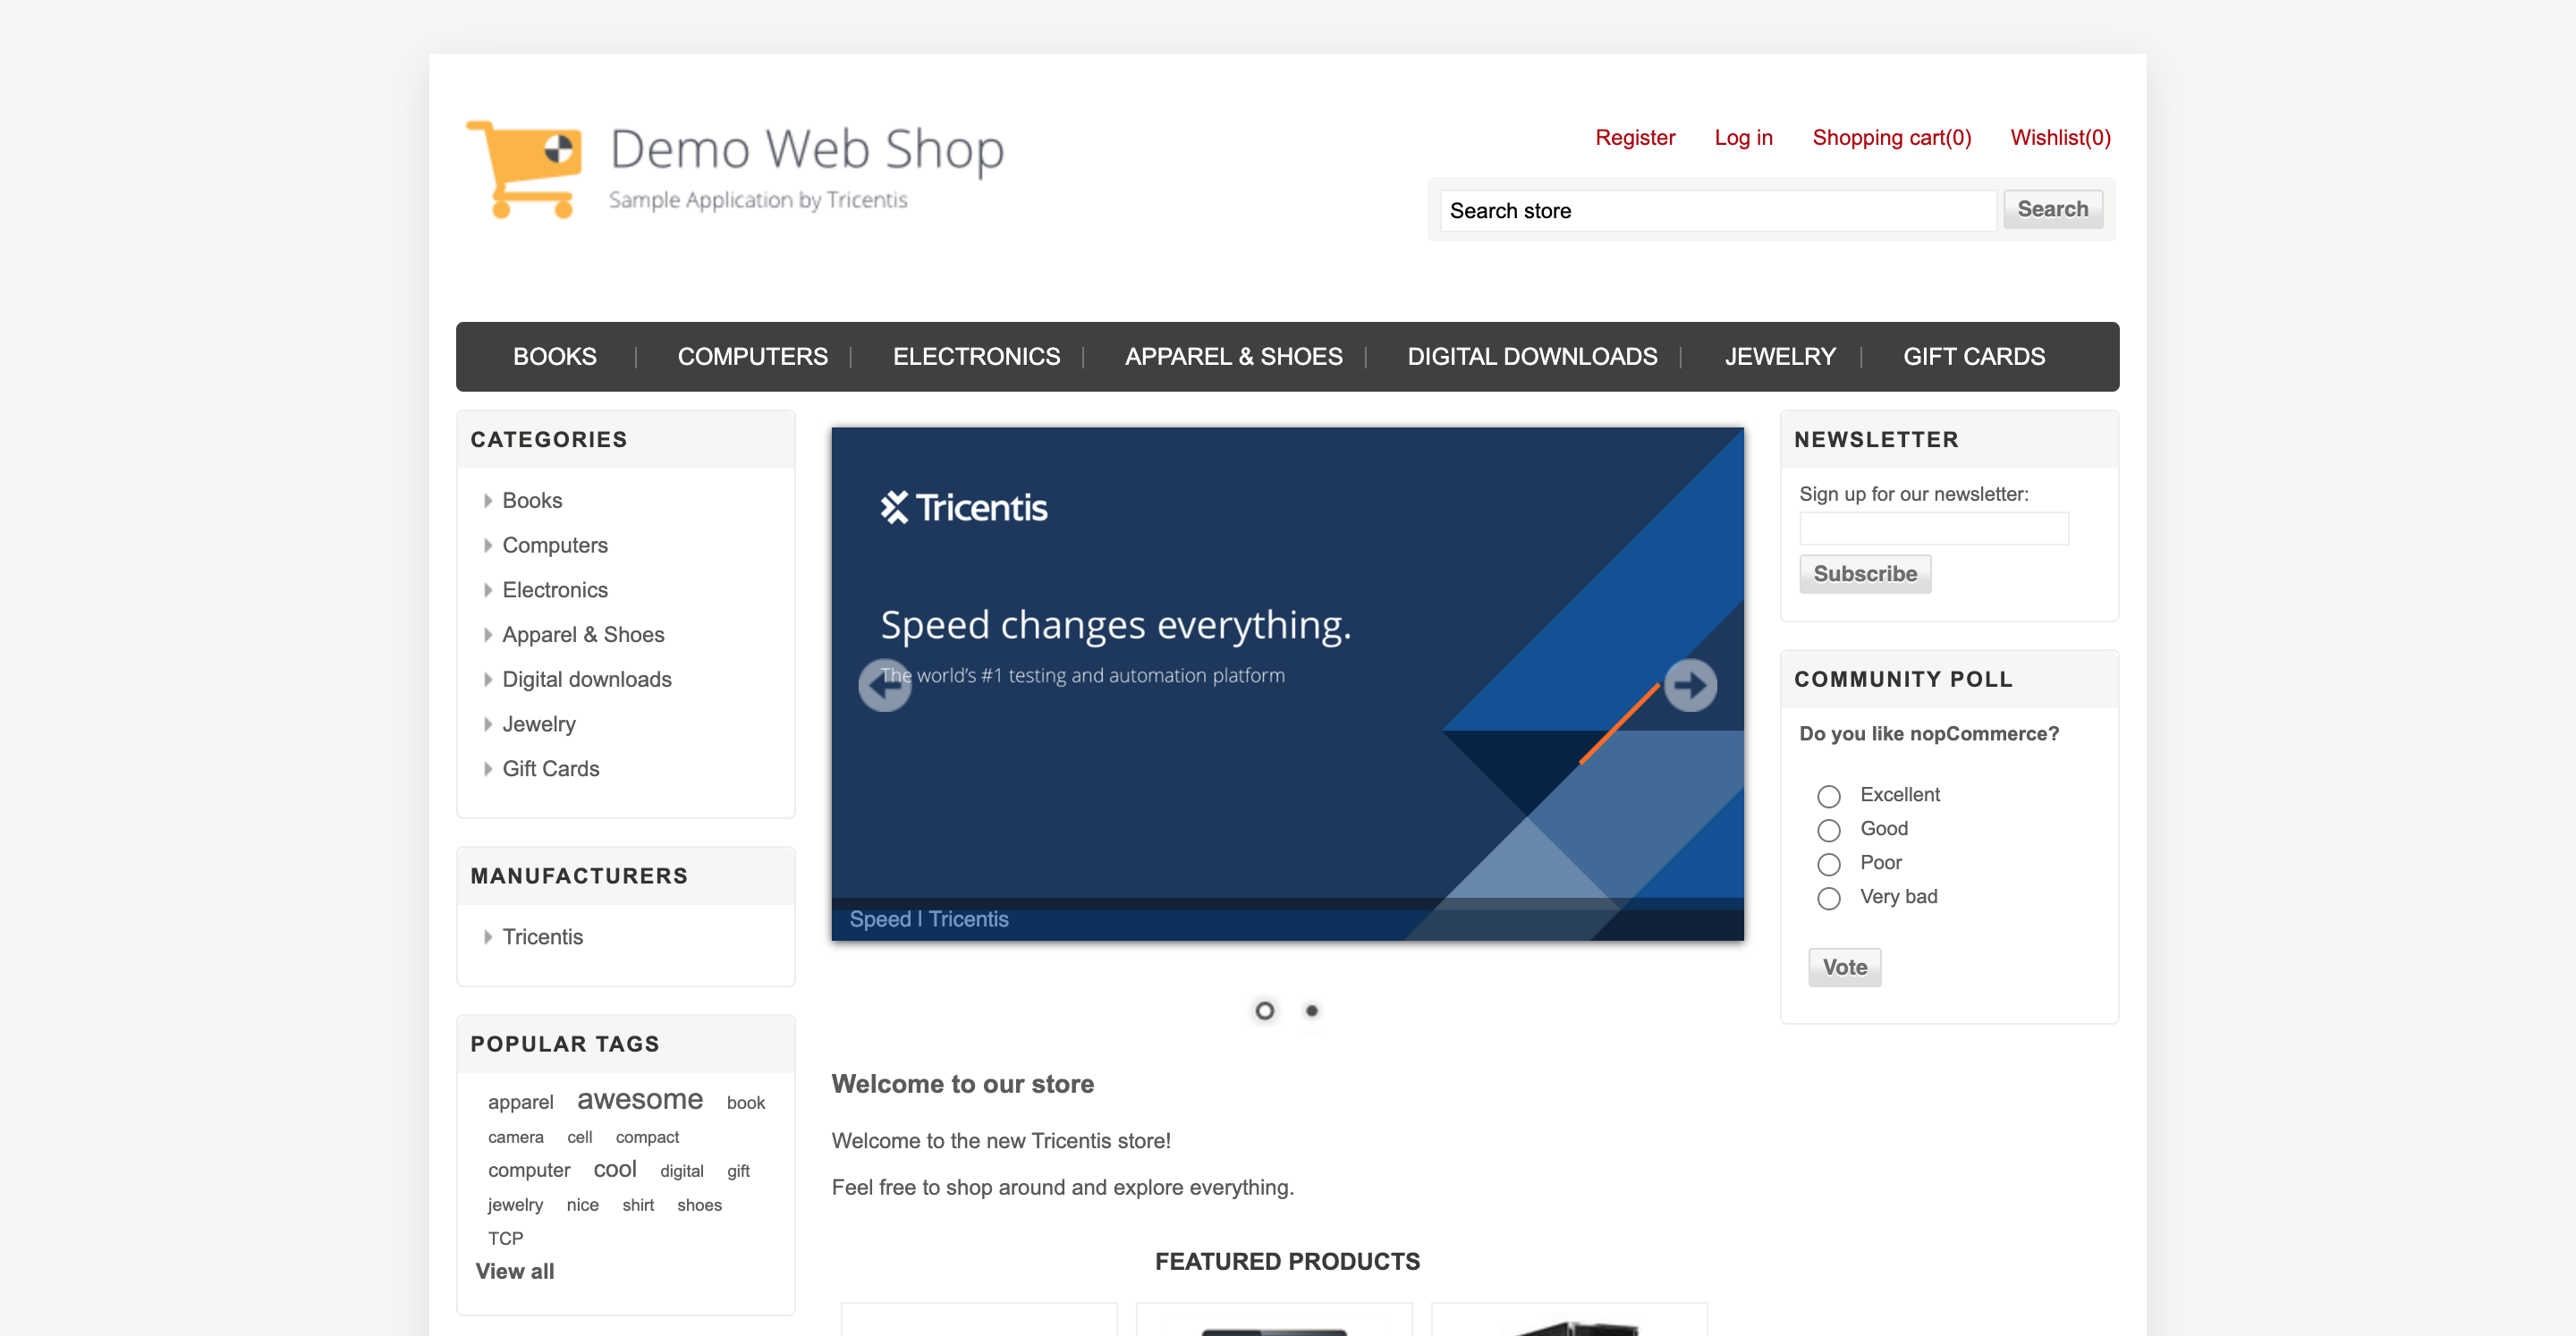 Demo Web Shop
Sample Application by Tricentis
Register Log in Shopping cart(0) Wishlist(0)
Search store Search
BOOKS COMPUTERS ELECTRONICS APPAREL & SHOES DIGITAL DOWNLOADS JEWELRY GIFT CARDS
CATEGORIES
Books
Computers
Electronics
Apparel & Shoes
Digital downloads
Jewelry
Gift Cards
MANUFACTURERS
Tricentis
POPULAR TAGS
apparel awesome book
camera cell compact
computer cool digital gift
jewelry nice shirt shoes
TCP
View all
Tricentis
Speed changes everything.
The world's #1 testing and automation platform
Speed | Tricentis
Welcome to our store
Welcome to the new Tricentis store!
Feel free to shop around and explore everything.
FEATURED PRODUCTS
NEWSLETTER
Sign up for our newsletter:
Subscribe
COMMUNITY POLL
Do you like nopCommerce?
Excellent
Good
Poor
Very bad
Vote